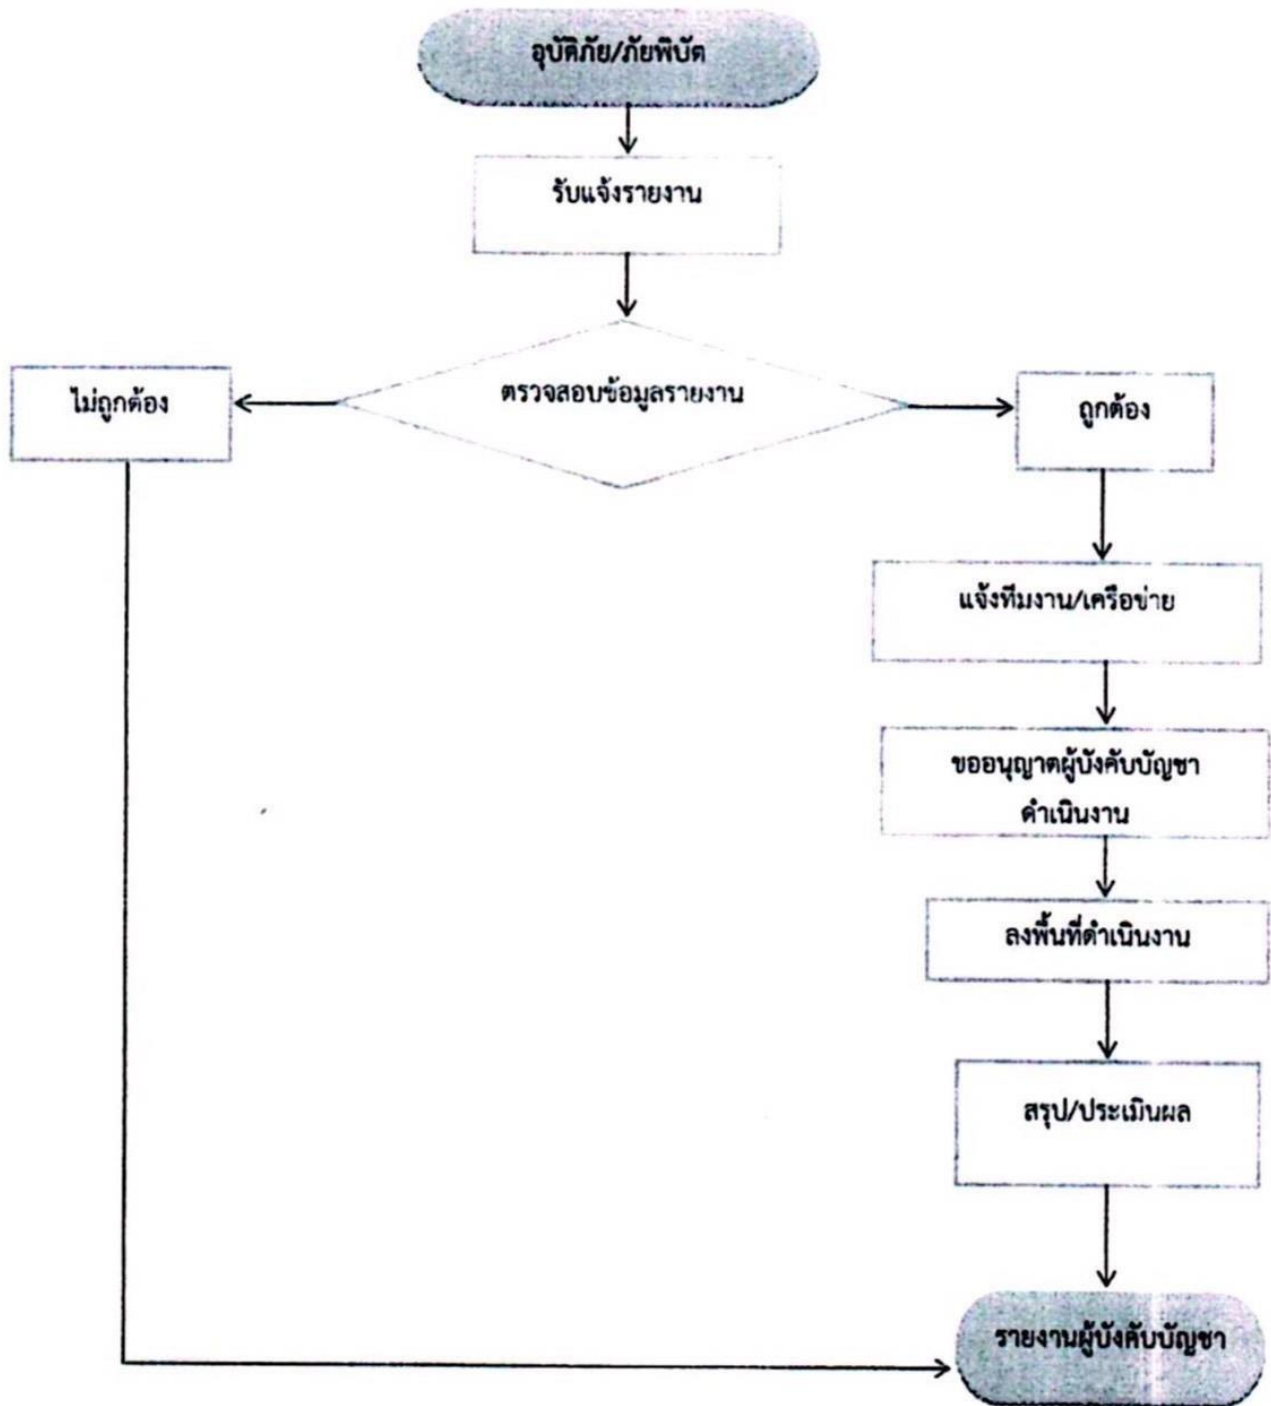 อุบัติภัย/ภัยพิบัต
รับแจ้งรายงาน
ตรวจสอบข้อมูลรายงาน
ไม่ถูกต้อง
ถูกต้อง
แจ้งทีมงาน/เครือข่าย
ขออนุญาตผู้บังคับบัญชา
ดำเนินงาน
ลงพื้นที่ดำเนินงาน
สรุป/ประเมินผล
รายงานผู้บังคับบัญชา